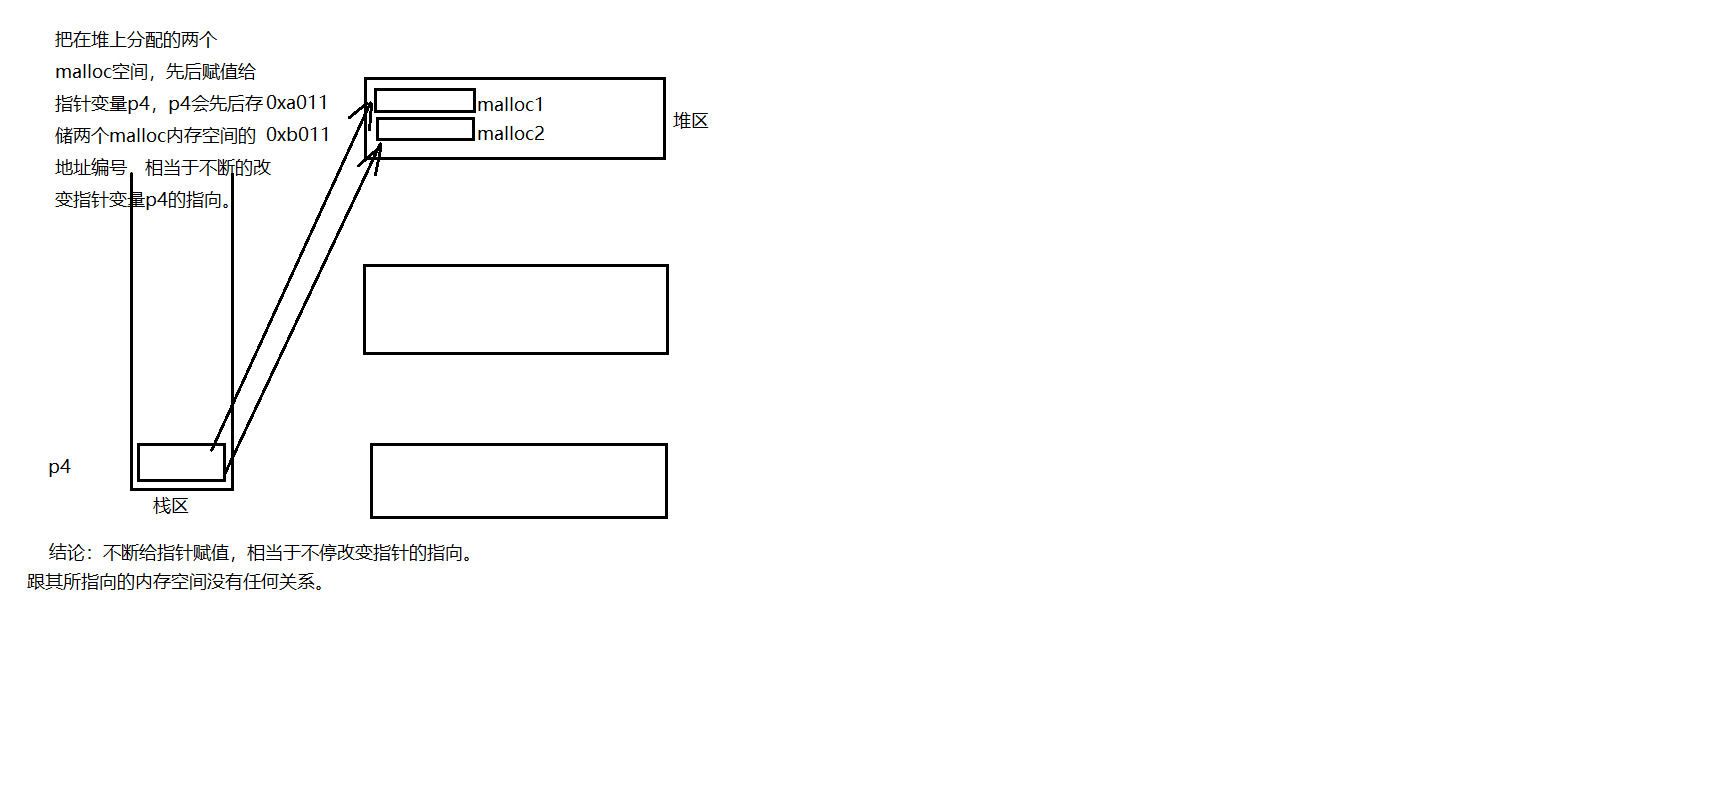 把在堆上分配的两个
malloc空间，先后赋值给
指针变量p4，p4会先后存
储两个malloc内存空间的
地址编号，相当于不断的改
变指针变量p4的指向。
0xa011
0xb011
malloc1
malloc2
堆区
p4
栈区
结论：不断给指针赋值，相当于不停改变指针的指向。
跟其所指向的内存空间没有任何关系。